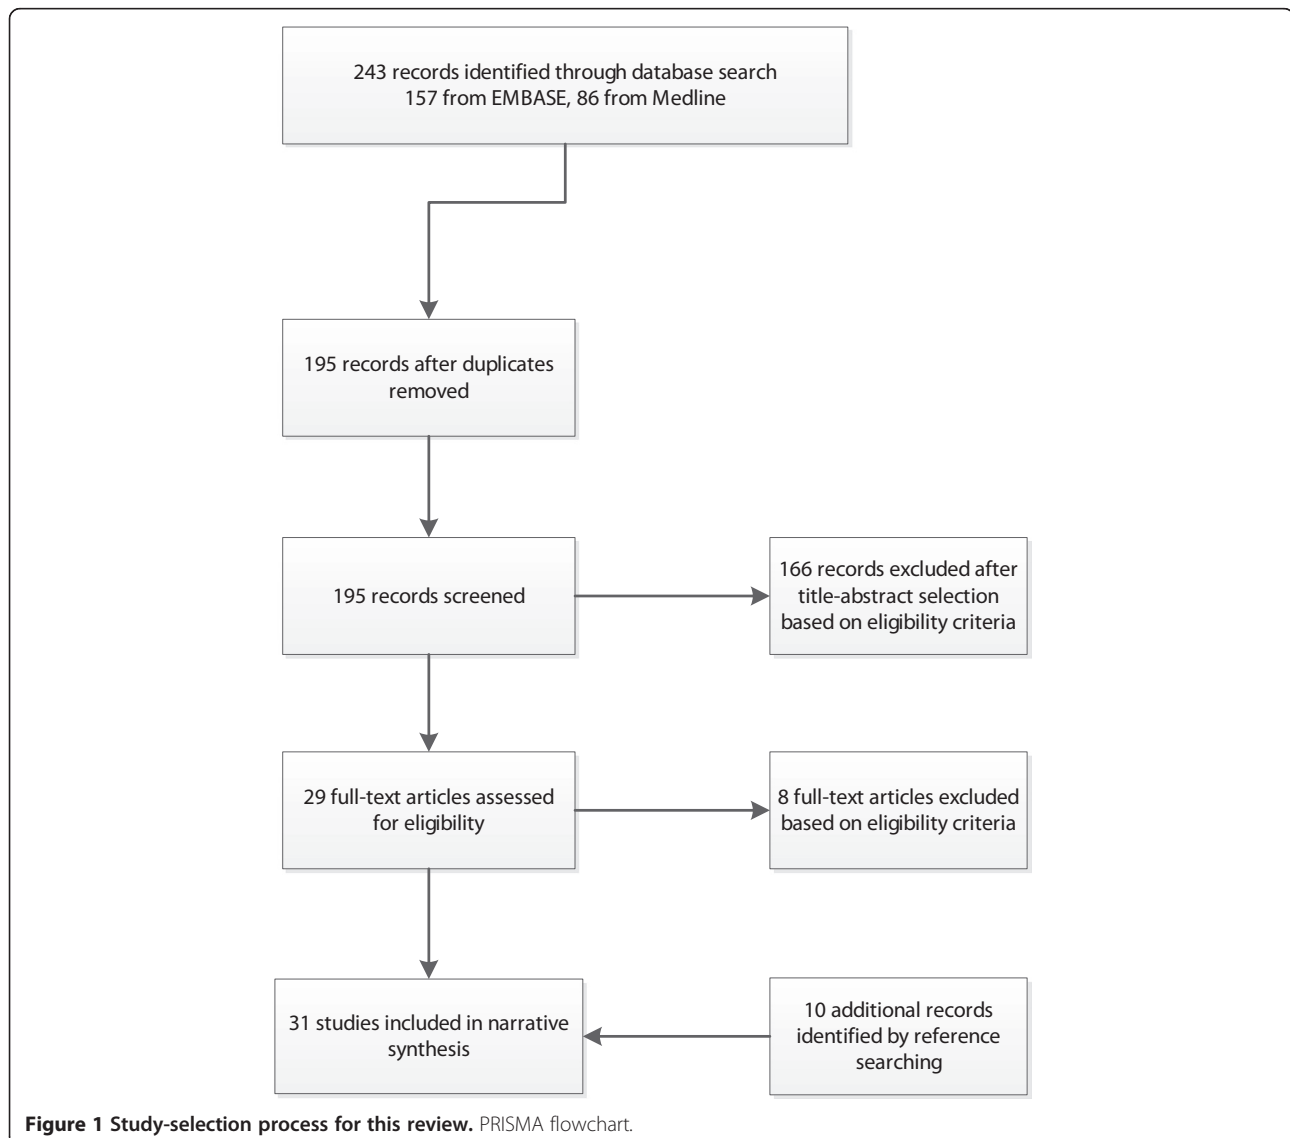 243 records identified through database search
157 from EMBASE, 86 from Medline
195 records after duplicates
removed
195 records screened
166 records excluded after
title-abstract selection
based on eligibility criteria
29 full-text articles assessed
for eligibility
8 full-text articles excluded
based on eligibility criteria
31 studies included in narrative
synthesis
10 additional records
identified by reference
searching
Figure 1 Study-selection process for this review. PRISMA flowchart.